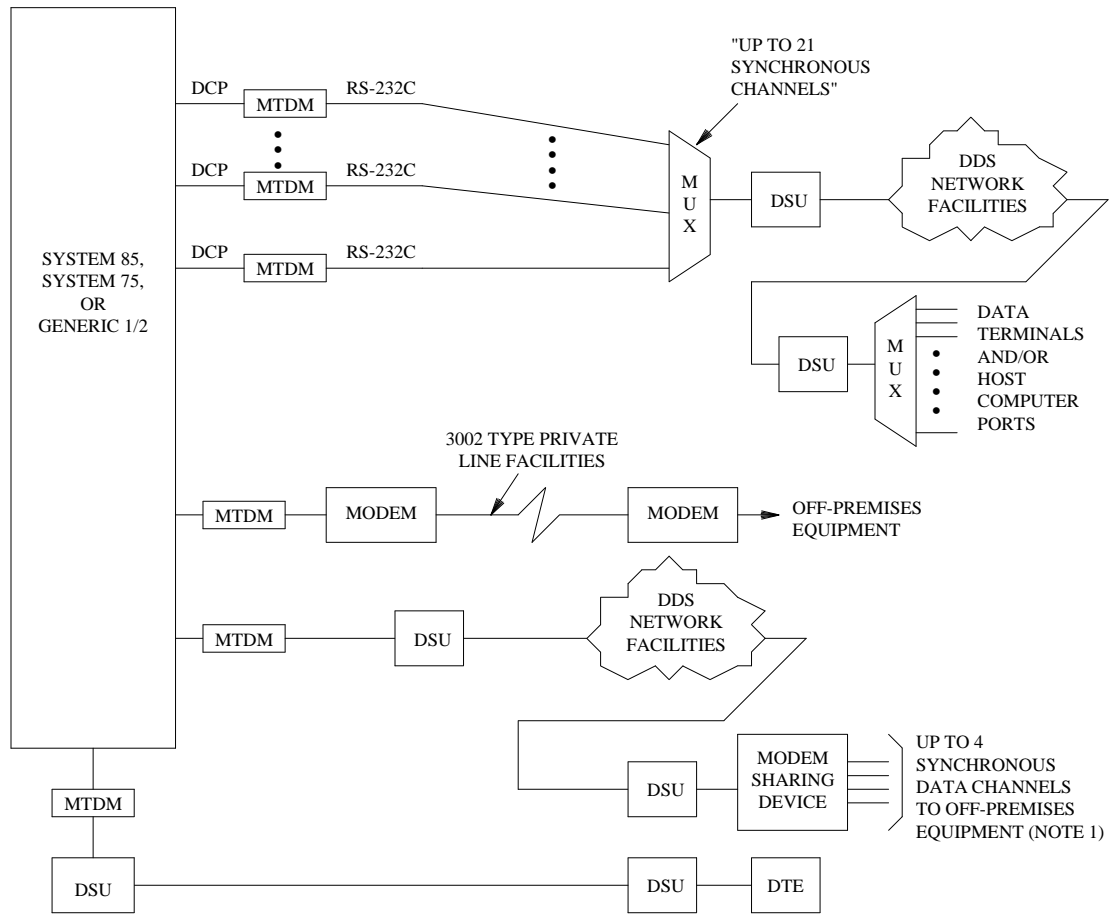 "UP TO 21
SYNCHRONOUS
CHANNELS"
DCP
MTDM
RS-232C
DCP
MTDM
RS-232C
DCP
MTDM
RS-232C
MUX
DSU
DDS
NETWORK
FACILITIES
SYSTEM 85,
SYSTEM 75,
OR
GENERIC 1/2
DSU
MUX
DATA
TERMINALS
AND/OR
HOST
COMPUTER
PORTS
3002 TYPE PRIVATE
LINE FACILITIES
MTDM
MODEM
MODEM
OFF-PREMISES
EQUIPMENT
MTDM
DSU
DDS
NETWORK
FACILITIES
DSU
MODEM
SHARING
DEVICE
UP TO 4
SYNCHRONOUS
DATA CHANNELS
TO OFF-PREMISES
EQUIPMENT (NOTE 1)
MTDM
DSU
DSU
DTE